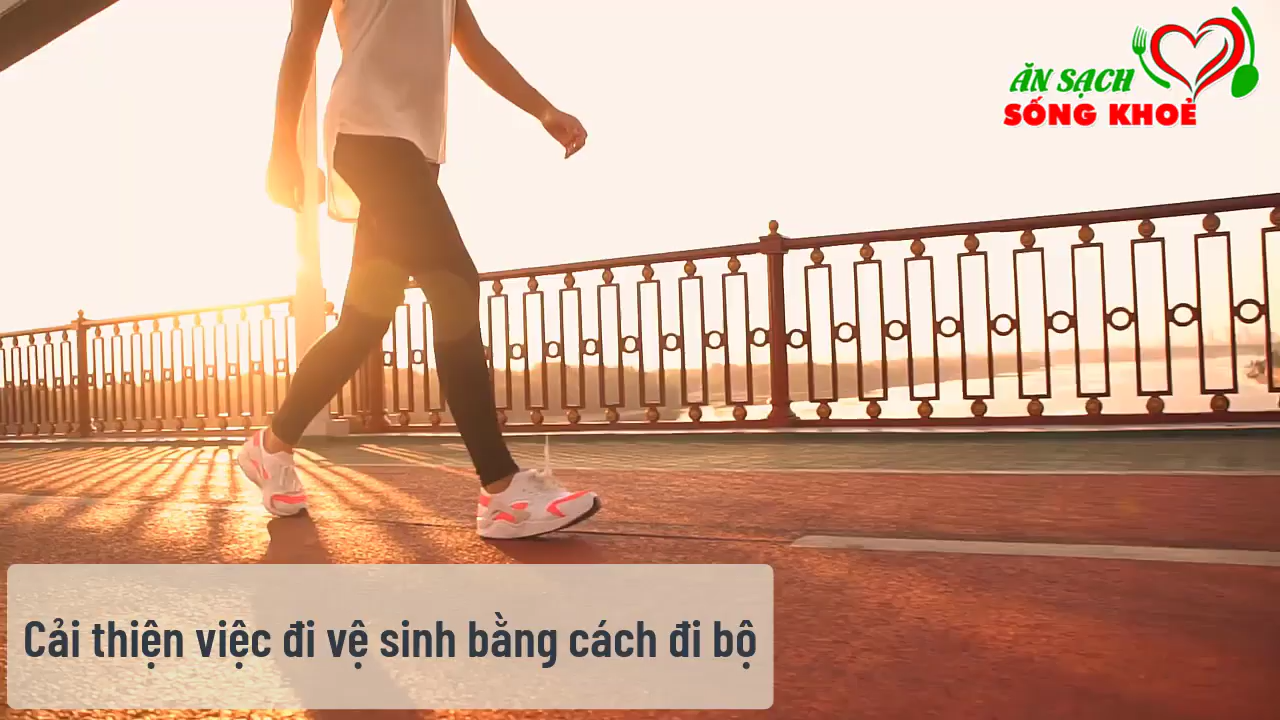 ĂN SẠCH
SỐNG KHOẺ
Cải thiện việc đi vệ sinh bằng cách đi bộ